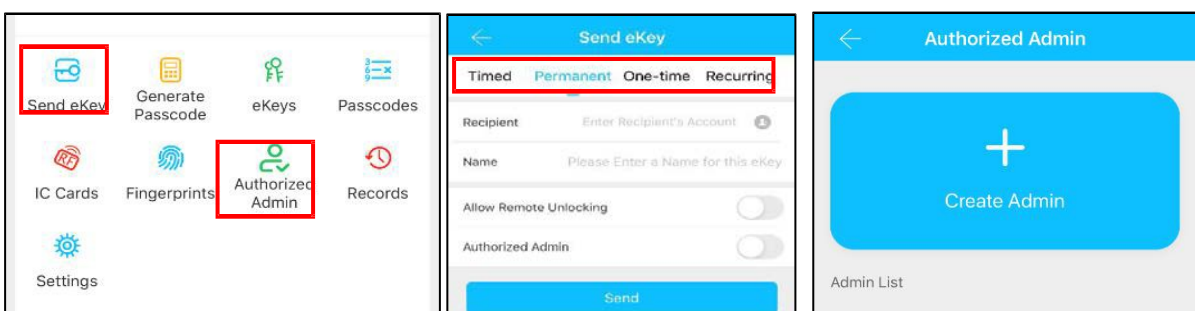 Send eKey
Generate
Passcode
eKeys
Passcodes
IC Cards
Fingerprints
Authorized
Admin
Records
Settings
Send eKey
Timed Permanent One-time Recurring
Recipient Enter Recipient's Account
Name Please Enter a Name for this eKey
Allow Remote Unlocking
Authorized Admin
Send
Authorized Admin
Create Admin
Admin List